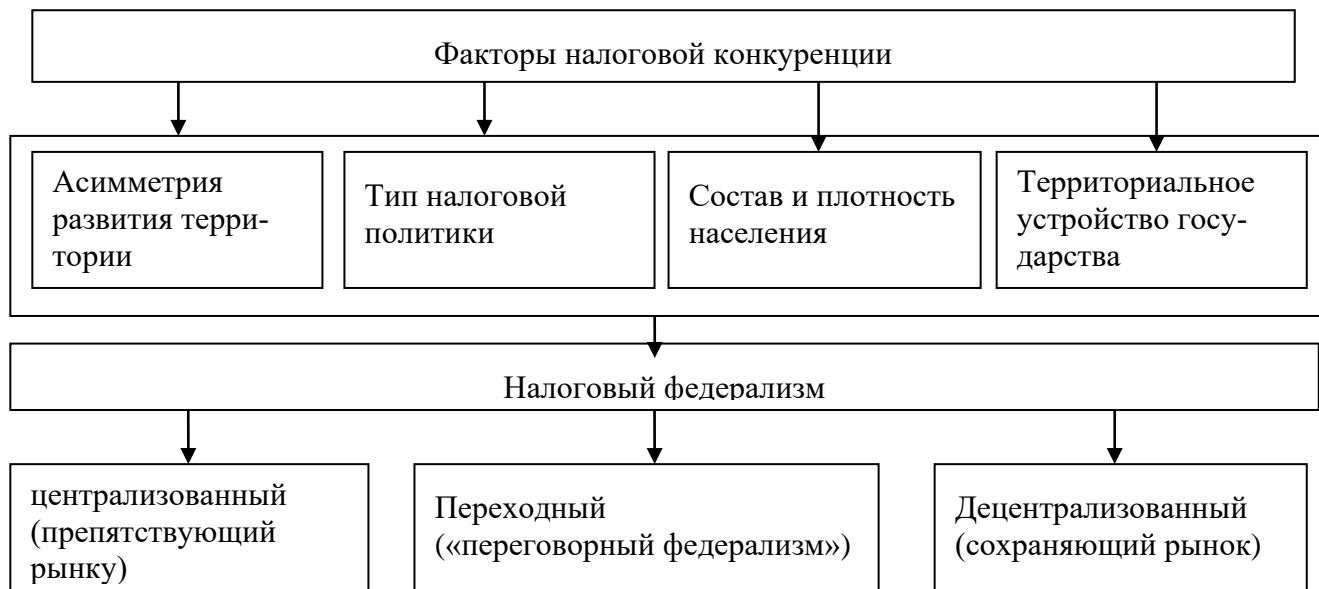 Факторы налоговой конкуренции
Асимметрия
развития терри-
тории
Тип налоговой
политики
Состав и плотность
населения
Территориальное
устройство госу-
дарства
Налоговый федерализм
централизованный
(препятствующий
рынку)
Переходный
(«переговорный федерализм»)
Децентрализованный
(сохраняющий рынок)